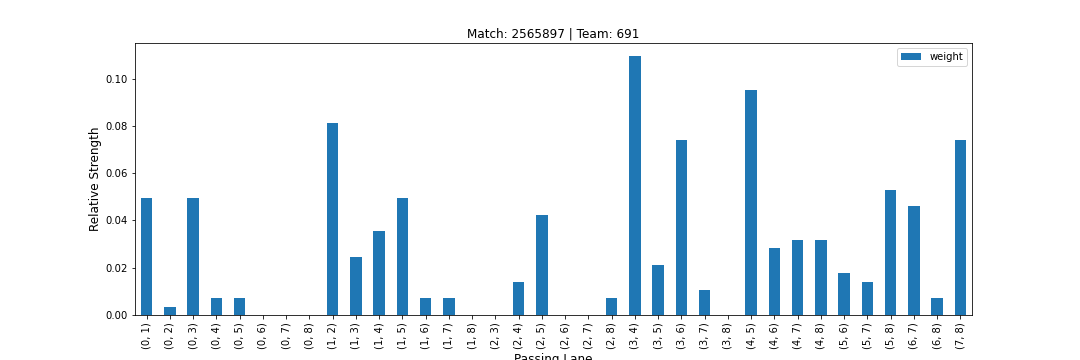 Match: 2565897 | Team: 691
weight
Relative Strength
0.10
0.08
0.06
0.04
0.02
0.00
(0, 1) (0, 2) (0, 3) (0, 4) (0, 5) (0, 6) (0, 7) (0, 8) (1, 2) (1, 3) (1, 4) (1, 5) (1, 6) (1, 7) (1, 8) (2, 3) (2, 4) (2, 5) (2, 6) (2, 7) (2, 8) (3, 4) (3, 5) (3, 6) (3, 7) (3, 8) (4, 5) (4, 6) (4, 7) (4, 8) (5, 6) (5, 7) (5, 8) (6, 7) (6, 8) (7, 8)
Passing Lane